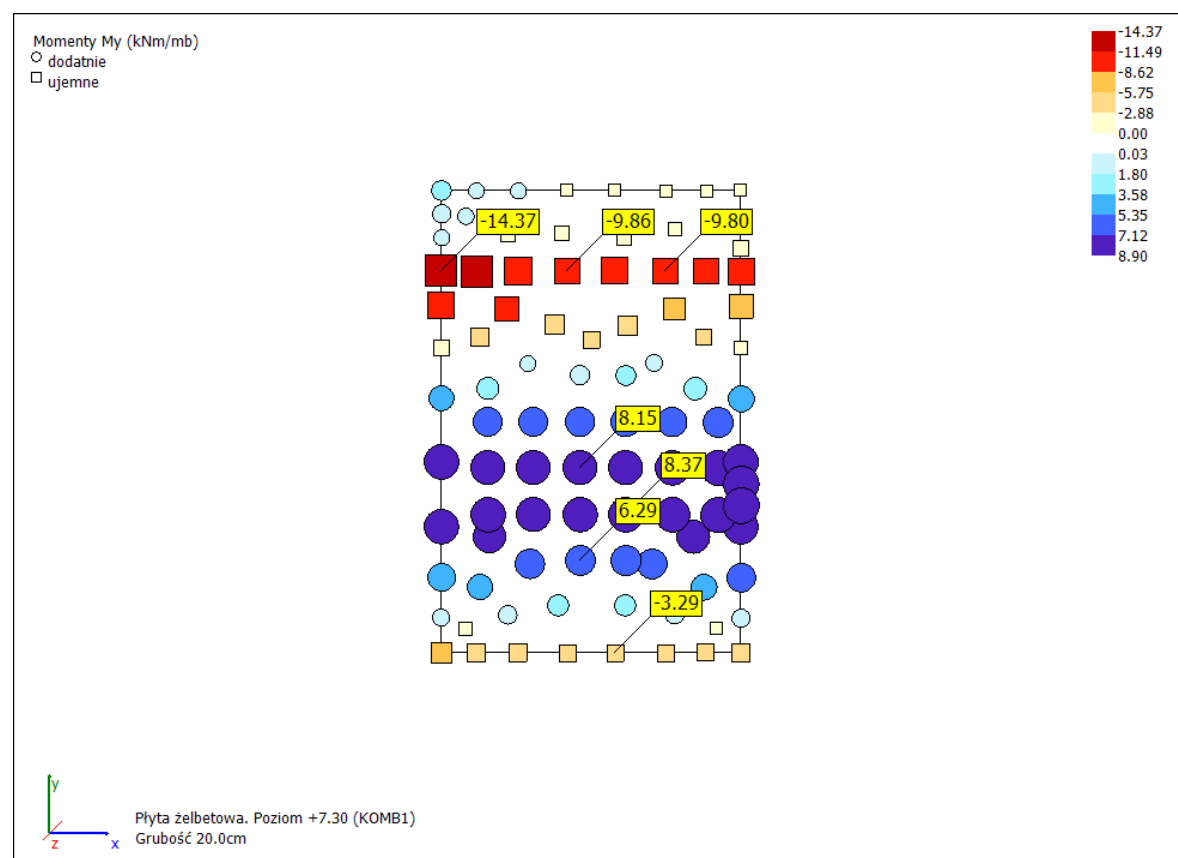 Momenty My (kNm/mb)
dodatnie
ujemne
-14.37
-11.49
-8.62
-5.75
-2.88
0.00
0.03
1.80
3.58
5.35
7.12
8.90
-14.37
-9.86
-9.80
8.15
8.37
6.29
-3.29
y
z
x
Płyta żelbetowa. Poziom +7.30 (KOMB1)
Grubość 20.0cm